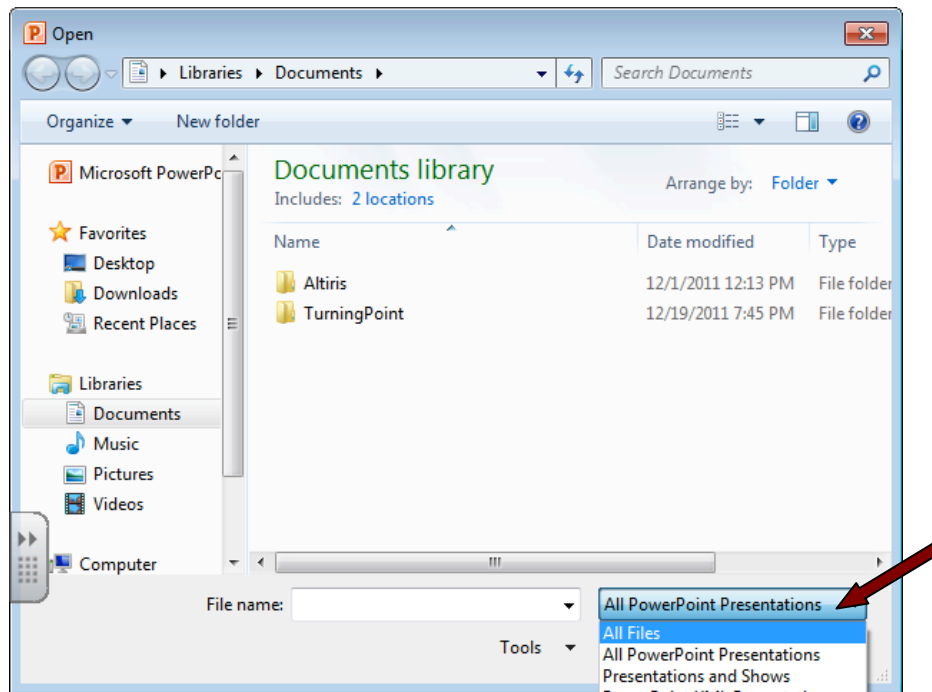 Open
Libraries Documents
Search Documents
Organize New folder
Microsoft PowerPo
Documents library
Includes: 2 locations
Arrange by: Folder
Favorites
Desktop
Downloads
Recent Places
Name Date modified Type
Altiris 12/1/2011 12:13 PM File folder
TurningPoint 12/19/2011 7:45 PM File folder
Libraries
Documents
Music
Pictures
Videos
Computer
File name: All PowerPoint Presentations
Tools
All Files
All PowerPoint Presentations
Presentations and Shows